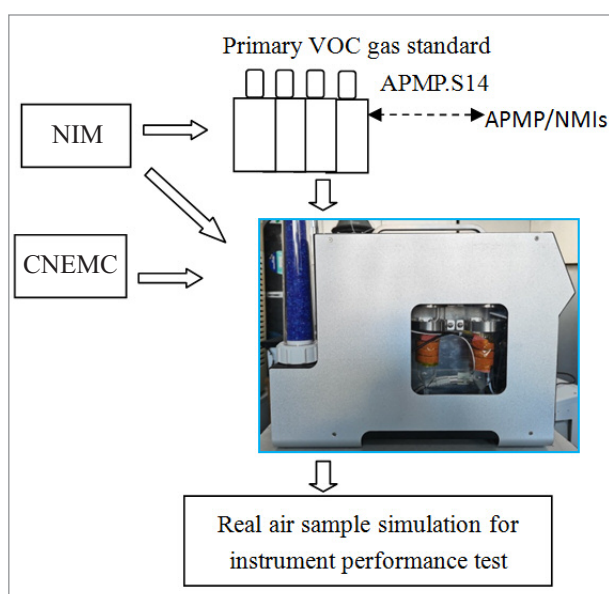 Primary VOC gas standard
APMP.S14
NIM
APMP/NMIs
CNEMC
Real air sample simulation for
instrument performance test